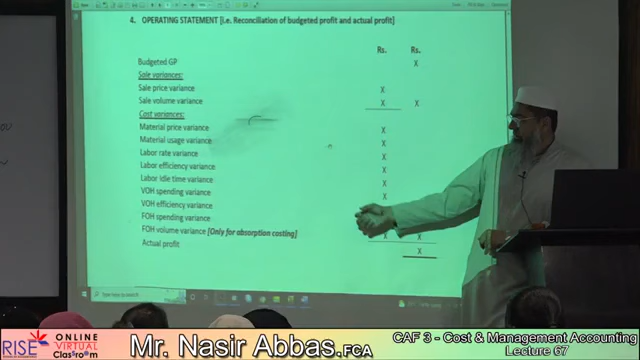 4. OPERATING STATEMENT [i.e. Reconciliation of budgeted profit and actual profit]
Rs. Rs.
Budgeted GP X
Sale variances:
Sale price variance X
Sale volume variance X X
Cost variances:
Material price variance X
Material usage variance X
Labor rate variance X
Labor efficiency variance X
Labor idle time variance X
VOH spending variance X
VOH efficiency variance
FOH spending variance
FOH volume variance [Only for absorption costing] X X
Actual profit X
RISE ONLINE
VIRTUAL
Classroom
Mr. Nasir Abbas.FCA
CAF 3 - Cost & Management Accounting
Lecture 67